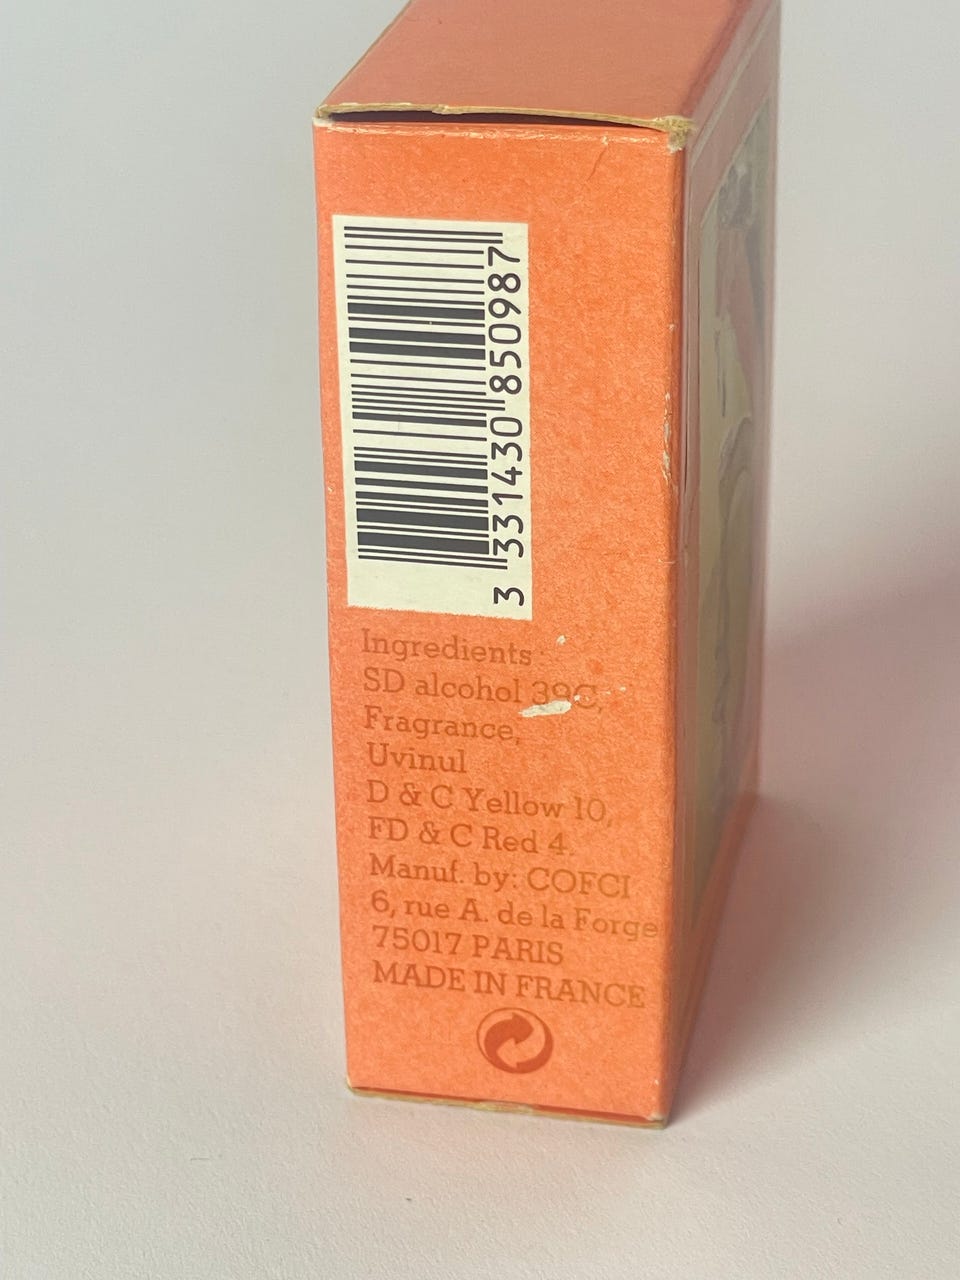 3 331430 850987
Ingredients:
SD alcohol 39C,
Fragrance,
Uvinul
D & C Yellow 10,
FD & C Red 4.
Manuf. by: COFCI
6, rue A. de la Forge
75017 PARIS
MADE IN FRANCE